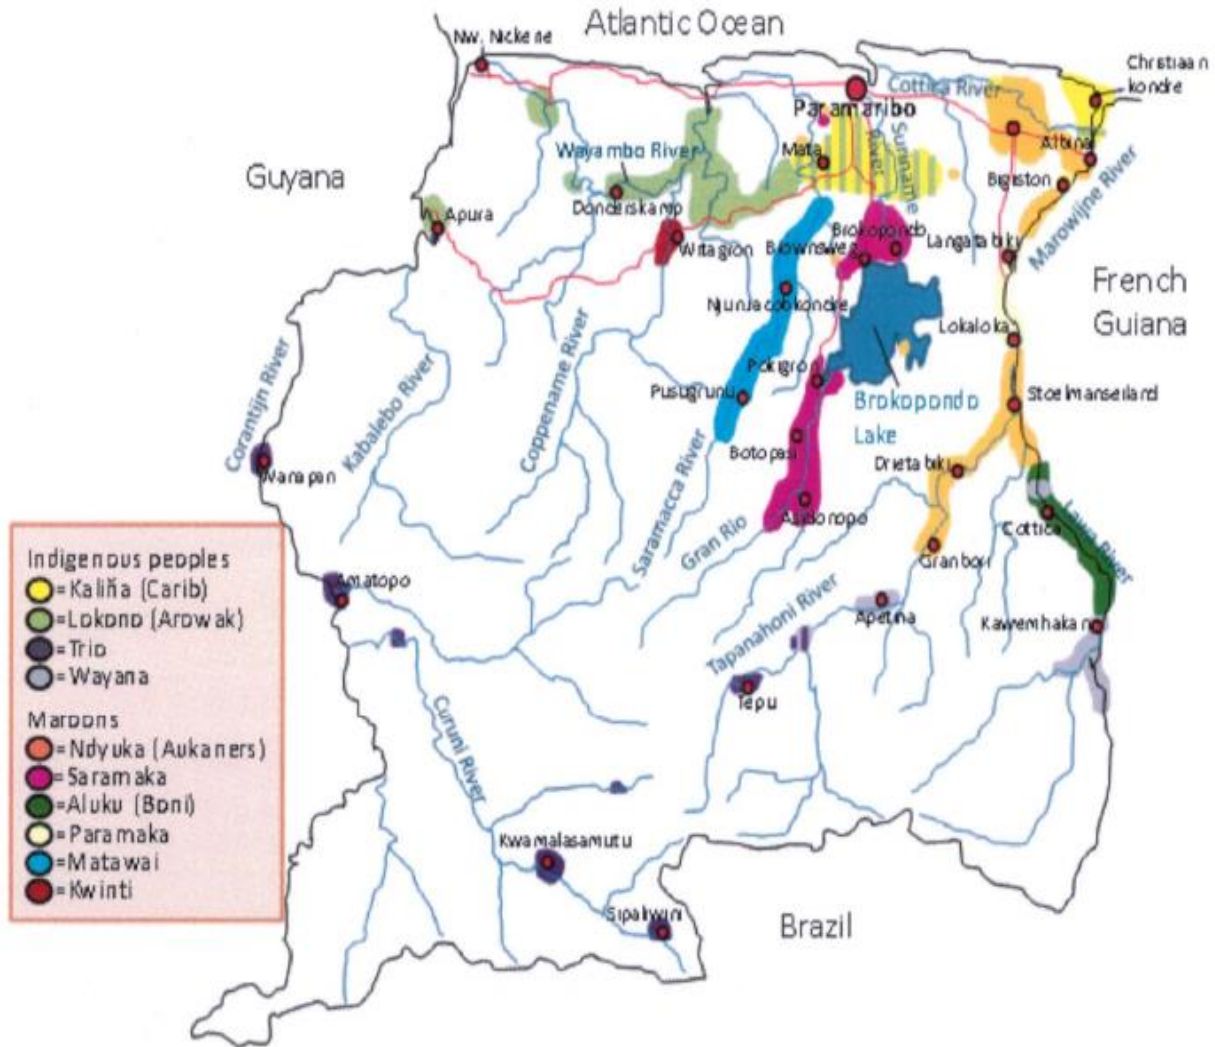 Atlantic Ocean
Nw. Nickerie
Christiaan
kondre
Cottica River
Paramaribo
Suriname
River
Albina
Mata
Wayambo River
Guyana
Bigiston
Marowijne River
Donderskamp
Apura
Brokopondo
Witagron
Brownsweg
Langatabiki
French
Guiana
Njunjacobkondre
Lokaloka
Corantijn River
Kabalebo River
Coppename River
Pokigron
Pusugrunu
Brokopondo
Lake
Stoelmanseiland
Botopasi
Drietabiki
Wanapan
Saramacca River
Gran Rio
Asidonopo
Cottica
Lawa River
Granbori
Indigenous peoples
=Kaliña (Carib)
=Lokono (Arowak)
=Trio
=Wayana
Maroons
=Ndyuka (Aukaners)
=Saramaka
=Aluku (Boni)
=Paramaka
=Matawai
=Kwinti
Amatopo
Apetina
Kawemhakan
Tapanahoni River
Tepu
Curuni River
Kwamalasamutu
Sipaliwini
Brazil